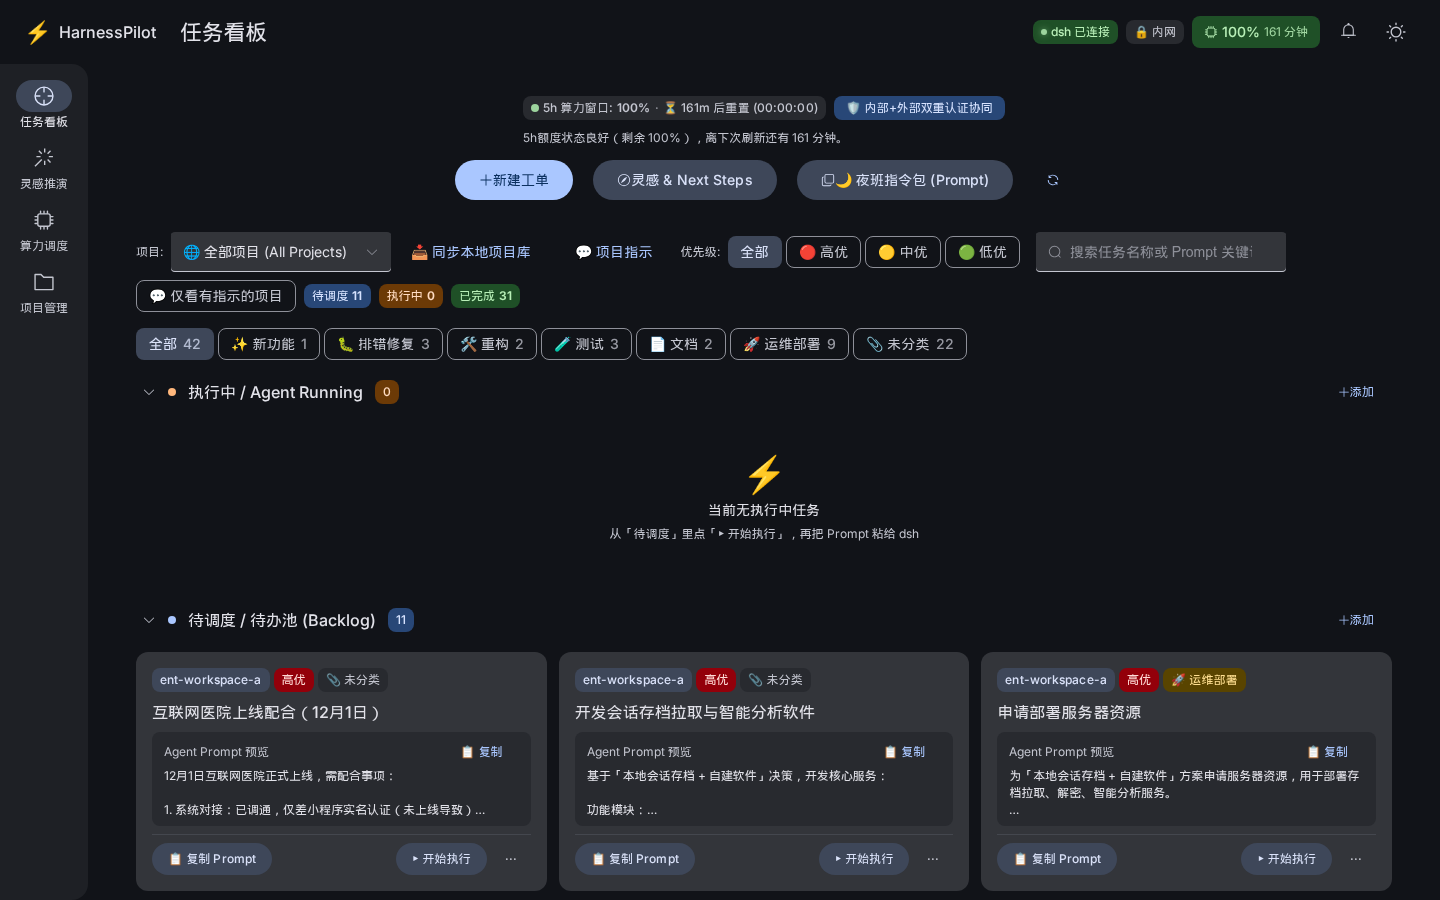 ⚡ HarnessPilot 任务看板
dsh 已连接 🔒 内网 100% 161 分钟
任务看板
灵感推演
算力调度
项目管理
5h 算力窗口: 100% · ⏳ 161m 后重置 (00:00:00) 🛡️ 内部+外部双重认证协同
5h额度状态良好（剩余 100%），离下次刷新还有 161 分钟。
新建工单 灵感 & Next Steps 🌙 夜班指令包 (Prompt)
项目: 🌐 全部项目 (All Projects) 📥 同步本地项目库 💬 项目指示 优先级: 全部 🔴 高优 🟡 中优 🟢 低优 搜索任务名称或 Prompt 关键
💬 仅看有指示的项目 待调度 11 执行中 0 已完成 31
全部 42 ✨ 新功能 1 🐛 排错修复 3 🛠️ 重构 2 🧪 测试 3 📄 文档 2 🚀 运维部署 9 📎 未分类 22
执行中 / Agent Running 0 添加
⚡
当前无执行中任务
从「待调度」里点「▶ 开始执行」，再把 Prompt 粘给 dsh
待调度 / 待办池 (Backlog) 11 添加
ent-workspace-a 高优 📎 未分类
互联网医院上线配合（12月1日）
Agent Prompt 预览 📋 复制
12月1日互联网医院正式上线，需配合事项：
1. 系统对接：已调通，仅差小程序实名认证（未上线导致）...
📋 复制 Prompt ▶ 开始执行 ...
ent-workspace-a 高优 📎 未分类
开发会话存档拉取与智能分析软件
Agent Prompt 预览 📋 复制
基于「本地会话存档 + 自建软件」决策，开发核心服务：
功能模块：...
📋 复制 Prompt ▶ 开始执行 ...
ent-workspace-a 高优 🚀 运维部署
申请部署服务器资源
Agent Prompt 预览 📋 复制
为「本地会话存档 + 自建软件」方案申请服务器资源，用于部署存
档拉取、解密、智能分析服务。
...
📋 复制 Prompt ▶ 开始执行 ...